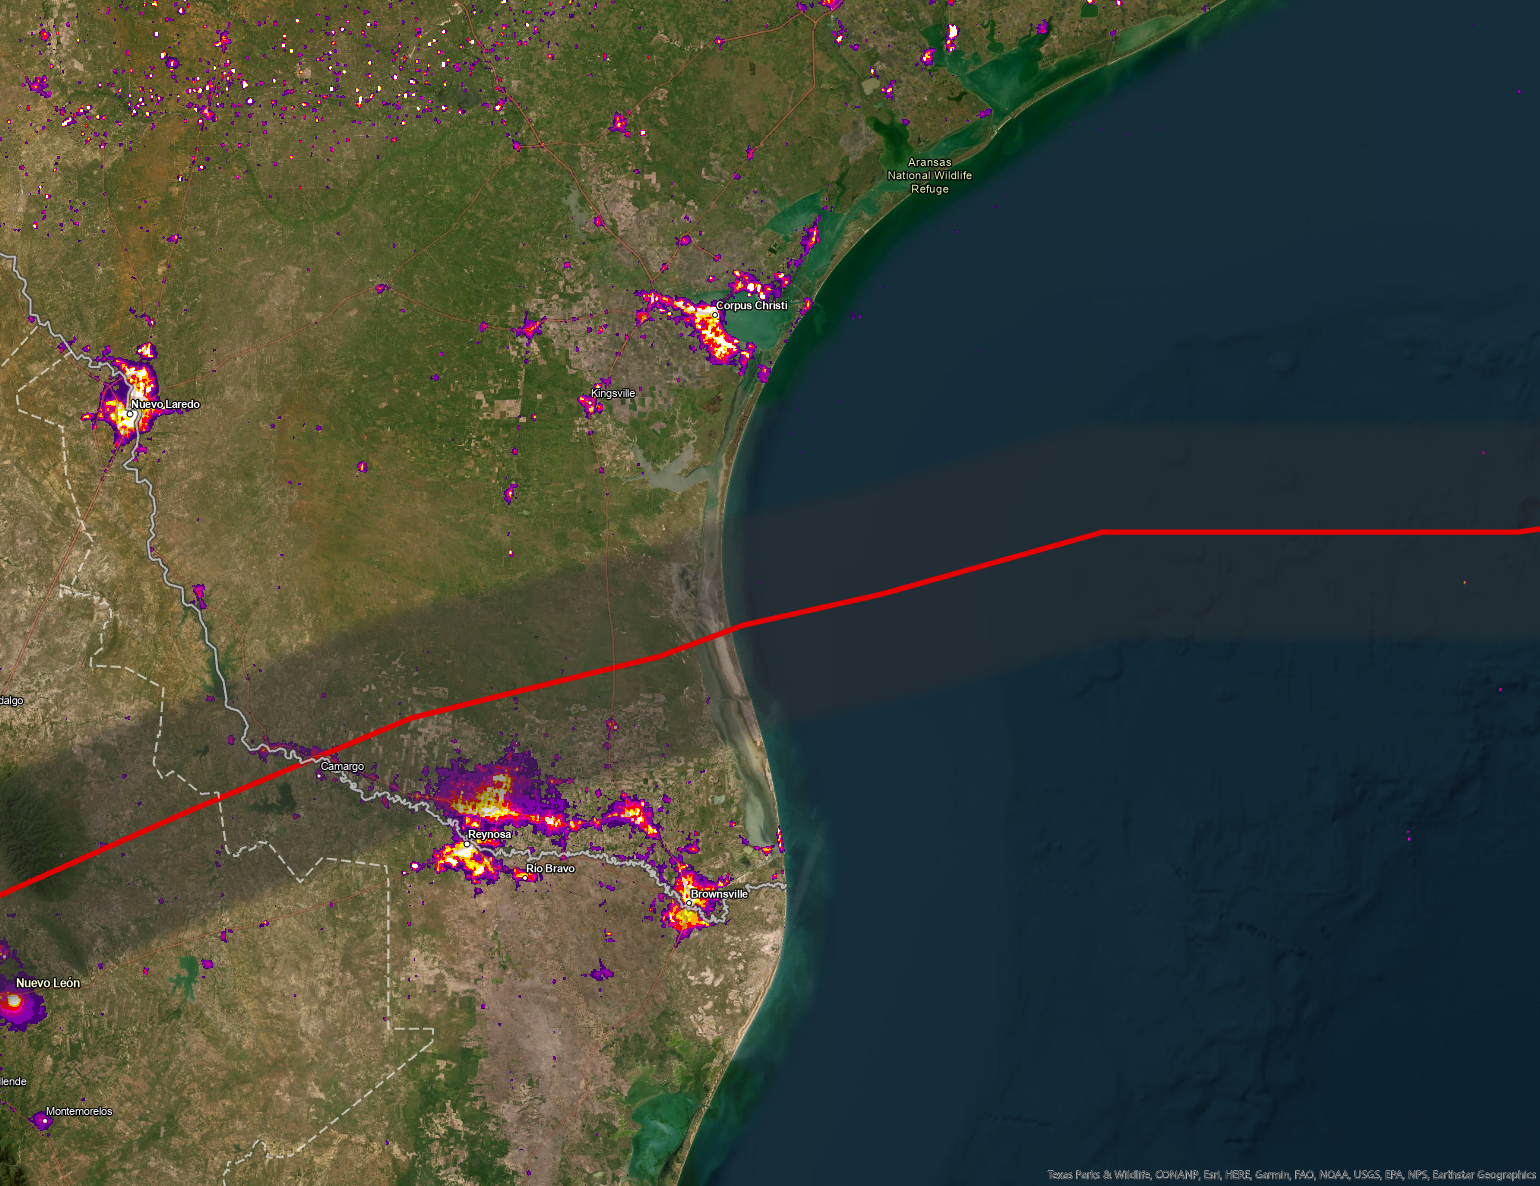 Aransas
National Wildlife
Refuge
Corpus Christi
Kingsville
Nuevo Laredo
dalgo
Camargo
Reynosa
Río Bravo
Brownsville
Nuevo León
llende
Montemorelos
Texas Parks & Wildlife, CONANP, Esri, HERE, Garmin, FAO, NOAA, USGS, EPA, NPS, Earthstar Geographics